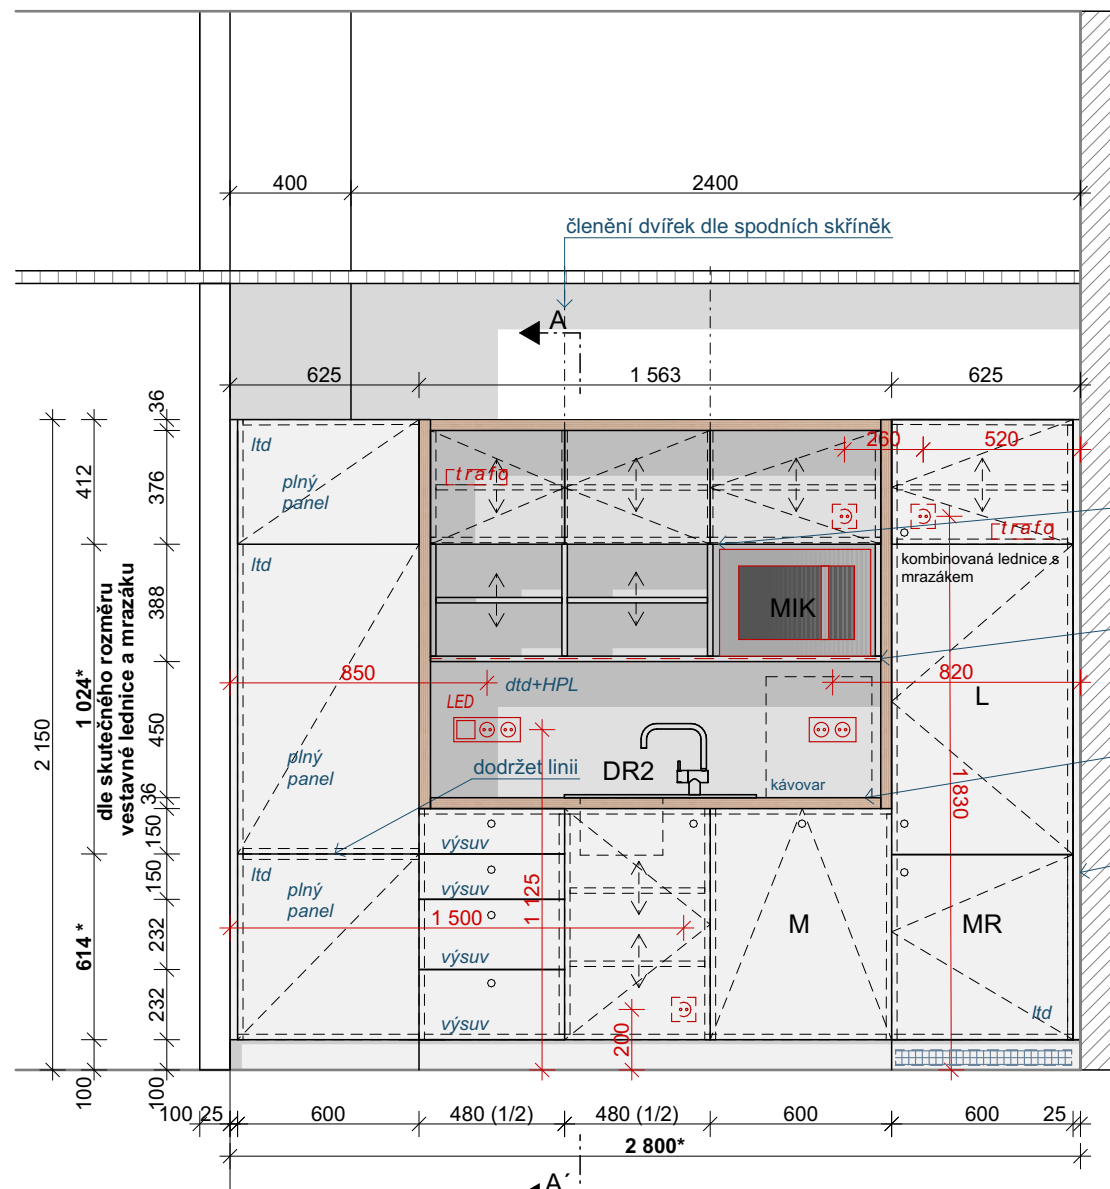 400
2400
členění dvířek dle spodních skříněk
A
625
1 563
625
36
412
376
388
1 024*
dle skutečného rozměru
vestavné lednice a mrazáku
2 150
450
36
150
150
614 *
232
232
100
100
ltd
plný
panel
ltd
plný
panel
ltd
plný
panel
trafo
260
520
trafo
kombinovaná lednice s
mrazákem
MIK
850
820
dtd+HPL
LED
L
dodržet linii
DR2
kávovar
1 830
výsuv
výsuv
výsuv
výsuv
1 500
1 125
200
M
MR
ltd
100
25
600
480 (1/2)
480 (1/2)
600
600
25
2 800*
A´